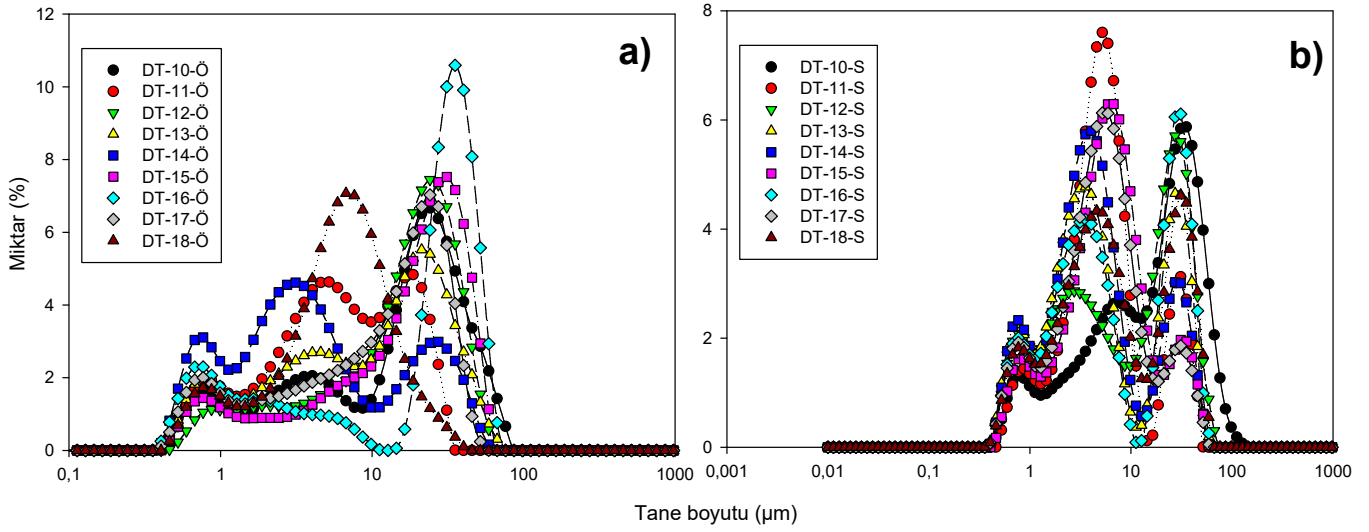 a)
12
10
8
6
4
2
0
Miktar (%)
DT-10-Ö
DT-11-Ö
DT-12-Ö
DT-13-Ö
DT-14-Ö
DT-15-Ö
DT-16-Ö
DT-17-Ö
DT-18-Ö
0,1
1
10
100
1000
b)
8
6
4
2
0
DT-10-S
DT-11-S
DT-12-S
DT-13-S
DT-14-S
DT-15-S
DT-16-S
DT-17-S
DT-18-S
0,001
0,01
0,1
1
10
100
1000
Tane boyutu (µm)